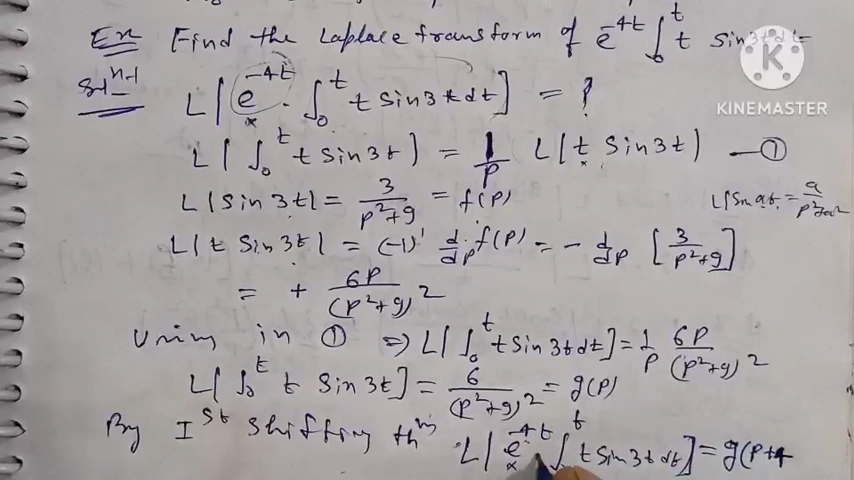 Ex Find the Laplace transform of e^{-4t} ∫_0^t t sin3t dt =
KINEMASTER
Sol^n- L[e^{-4t} · ∫_0^t t sin3t dt] = ?
L[∫_0^t t sin3t) = 1/P L[t sin3t) —①
L[sin3t] = 3/(P²+9) = f(P)
L[sin at = a/(P²+a²)
L[t sin3t] = (-1)' d/dp f(P) = - d/dP [3/(P²+9)]
= + 6P/(P²+9)²
Using in ① ⇒ L[∫_0^t t sin3t dt] = 1/P 6P/(P²+9)²
L[∫_0^t t sin3t] = 6/(P²+9)² = g(P)
By I^{st} Shifting th^m L[e^{-4t} ∫ ^t t sin3t dt] = g(P+4